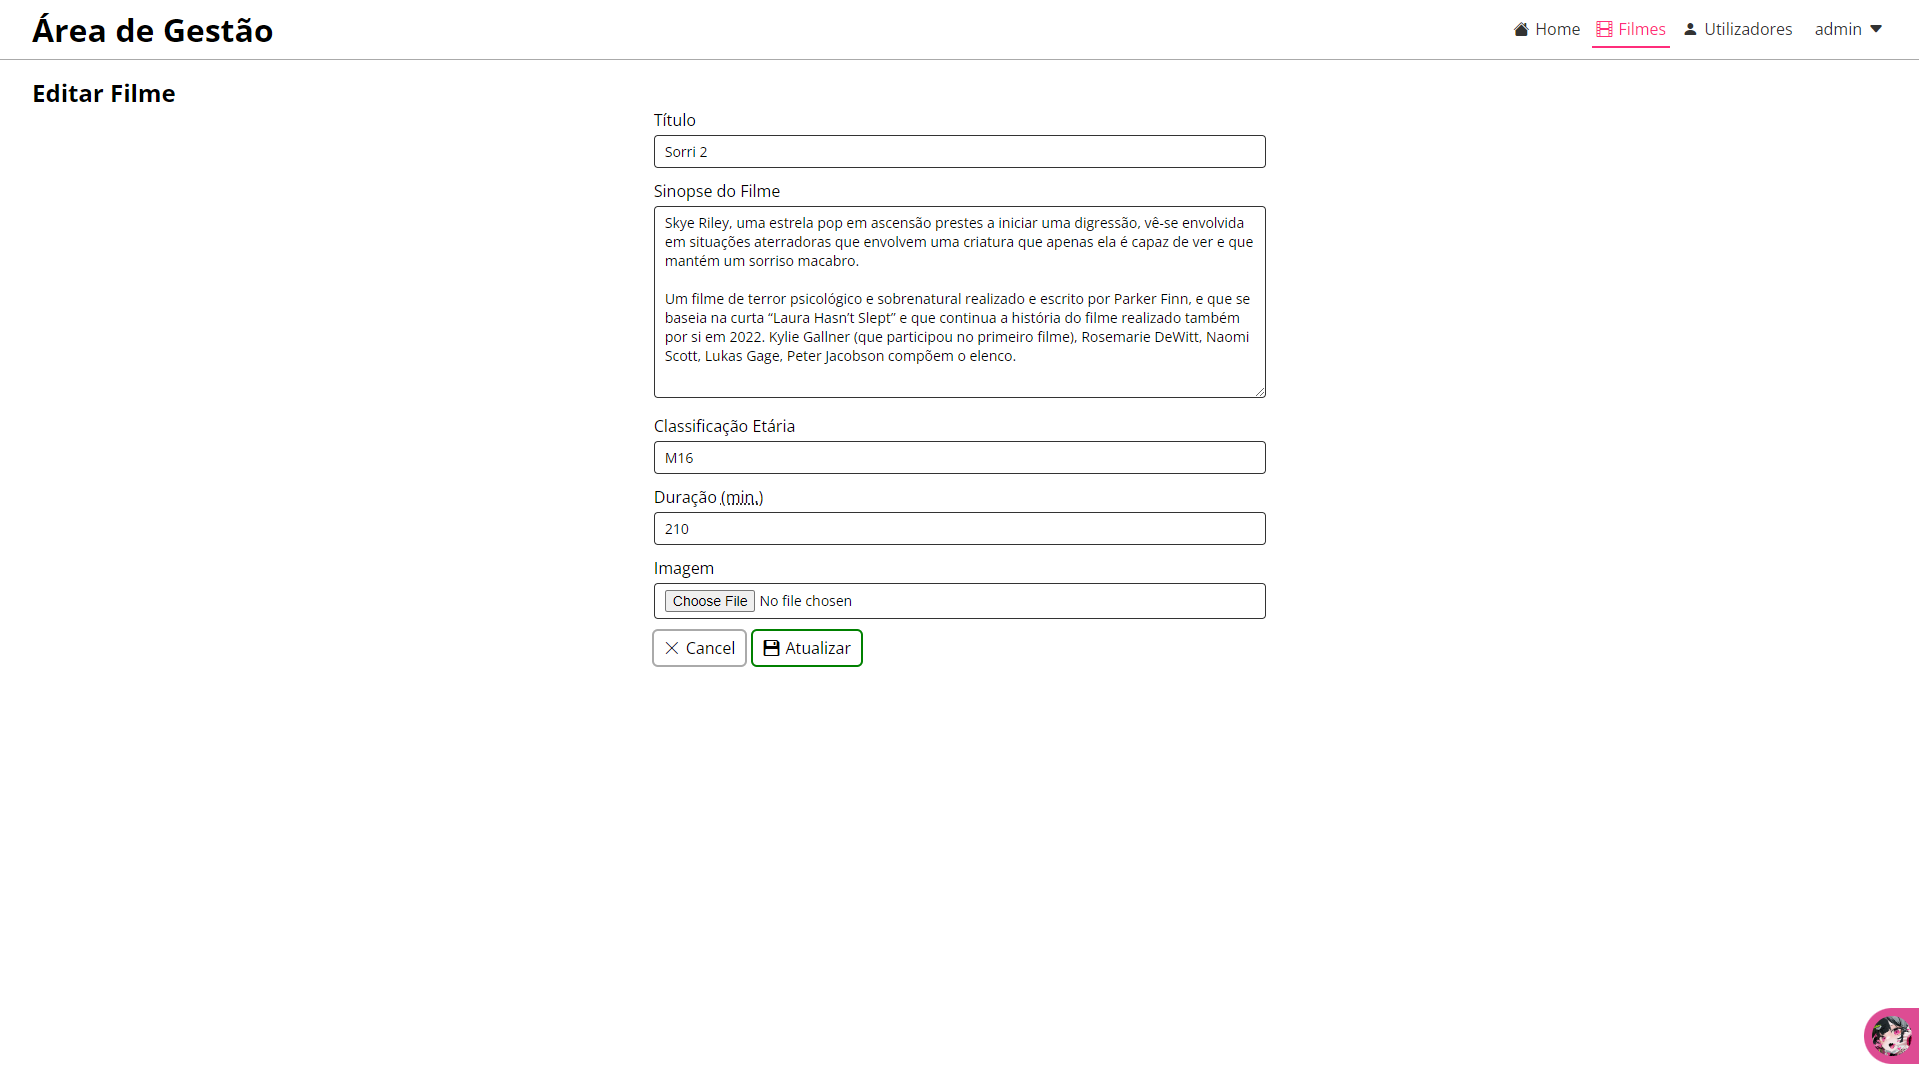 Área de Gestão
Home
Filmes
Utilizadores
admin
Editar Filme
Título
Sorri 2
Sinopse do Filme
Skye Riley, uma estrela pop em ascensão prestes a iniciar uma digressão, vê-se envolvida
em situações aterradoras que envolvem uma criatura que apenas ela é capaz de ver e que
mantém um sorriso macabro.
Um filme de terror psicológico e sobrenatural realizado e escrito por Parker Finn, e que se
baseia na curta “Laura Hasn’t Slept” e que continua a história do filme realizado também
por si em 2022. Kylie Gallner (que participou no primeiro filme), Rosemarie DeWitt, Naomi
Scott, Lukas Gage, Peter Jacobson compõem o elenco.
Classificação Etária
M16
Duração (min.)
210
Imagem
Choose File No file chosen
Cancel
Atualizar